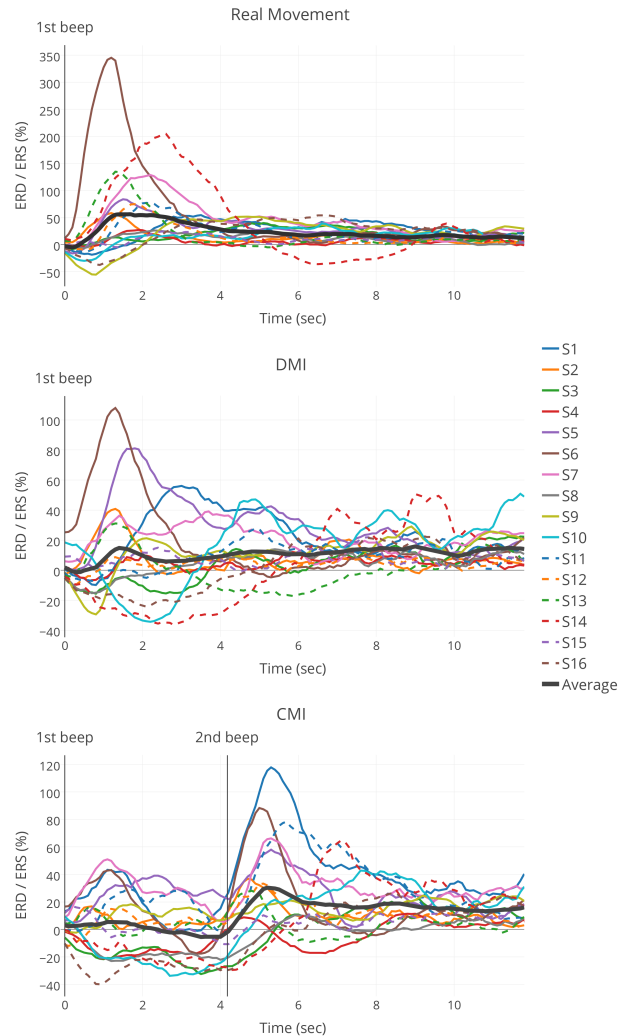 Real Movement
1st beep
350
300
250
200
150
100
50
0
−50
ERD / ERS (%)
0 2 4 6 8 10
Time (sec)
DMI
1st beep
100
80
60
40
20
0
−20
−40
ERD / ERS (%)
0 2 4 6 8 10
Time (sec)
S1
S2
S3
S4
S5
S6
S7
S8
S9
S10
S11
S12
S13
S14
S15
S16
Average
CMI
1st beep 2nd beep
120
100
80
60
40
20
0
−20
−40
ERD / ERS (%)
0 2 4 6 8 10
Time (sec)